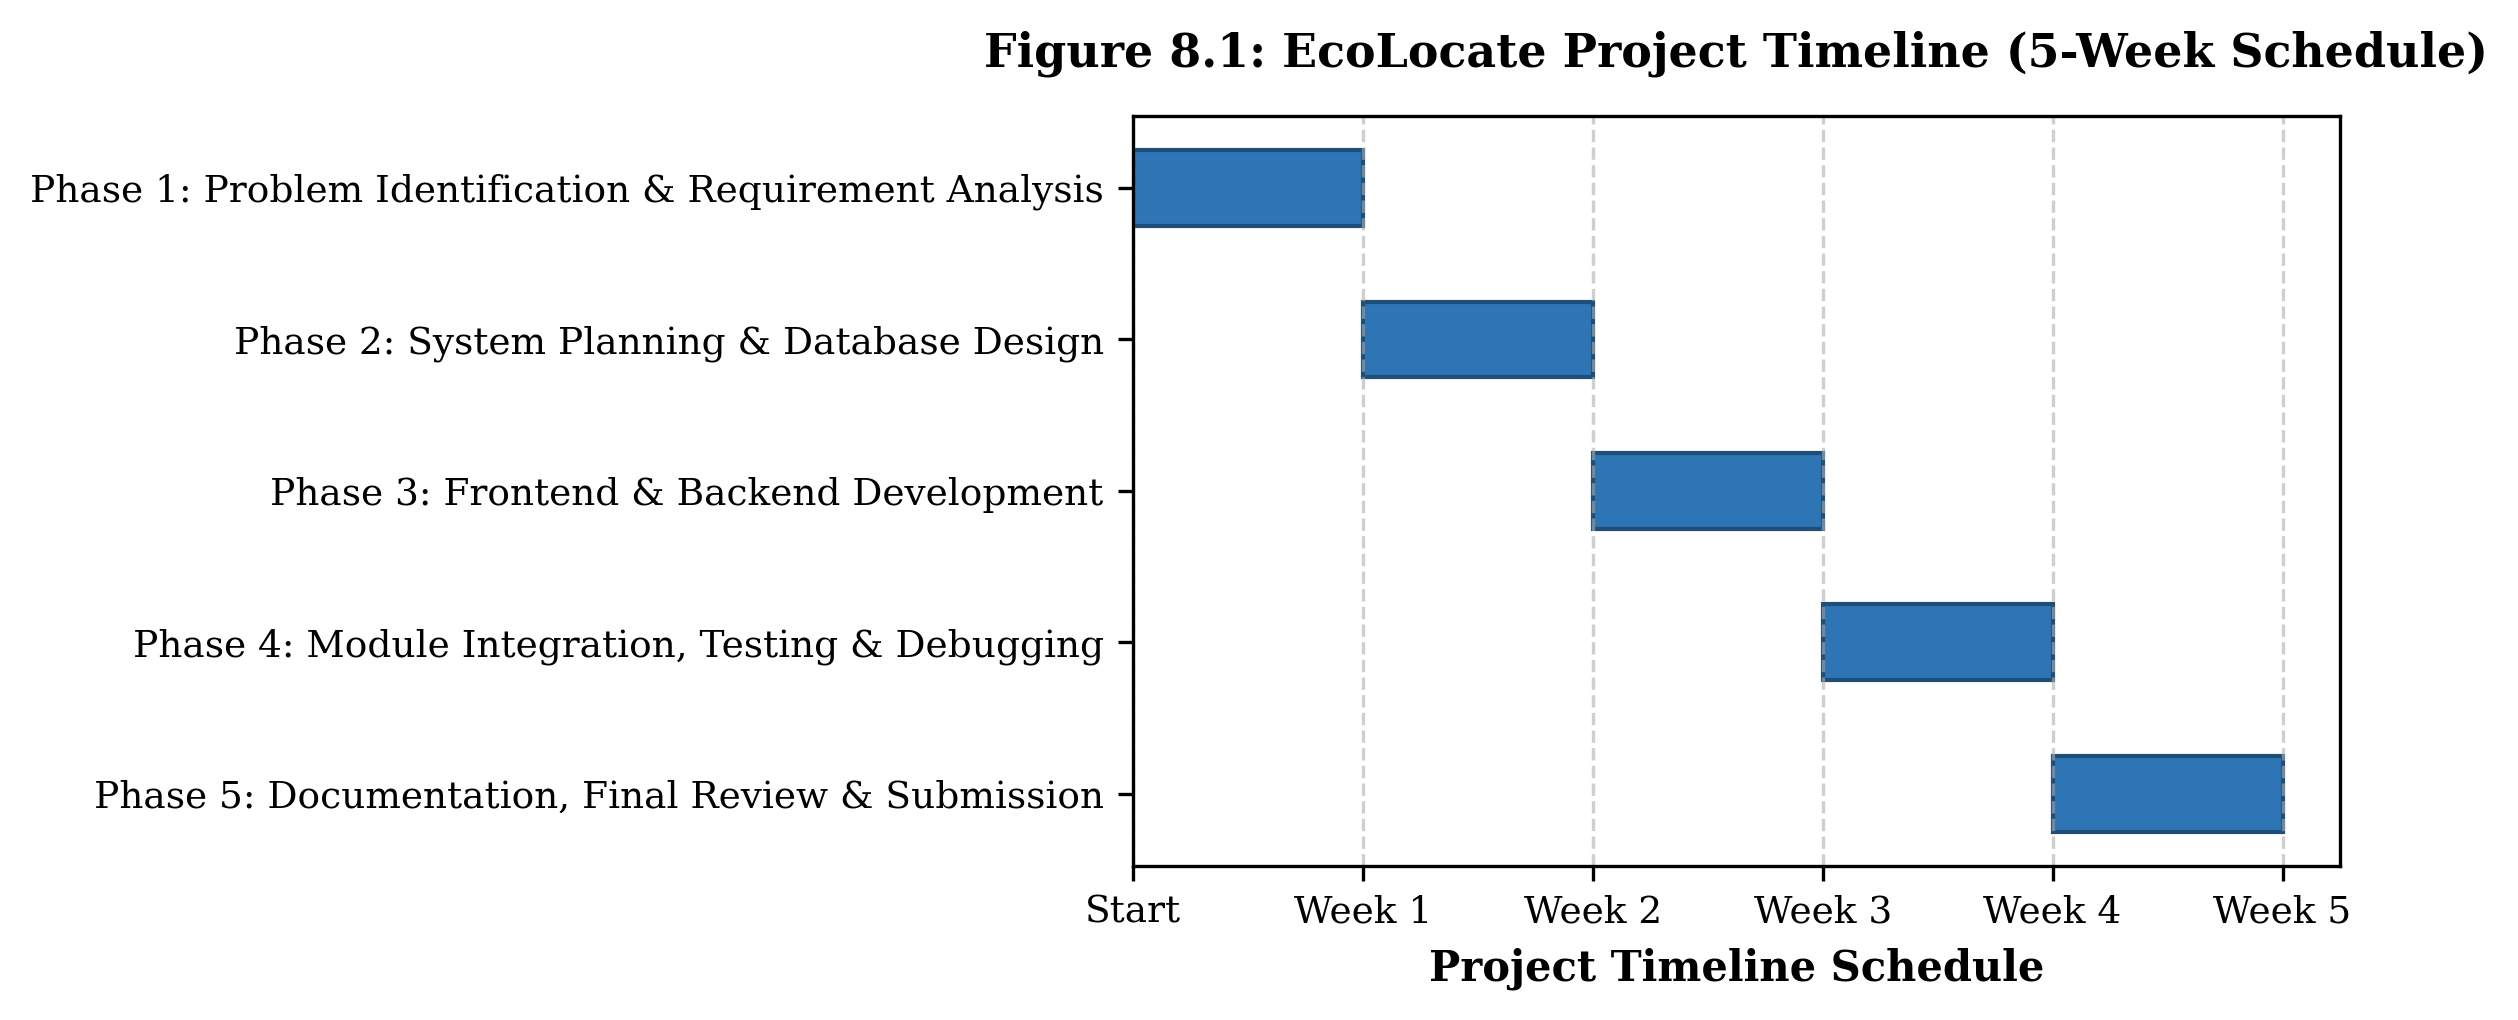 Figure 8.1: EcoLocate Project Timeline (5-Week Schedule)
Phase 1: Problem Identification & Requirement Analysis
Phase 2: System Planning & Database Design
Phase 3: Frontend & Backend Development
Phase 4: Module Integration, Testing & Debugging
Phase 5: Documentation, Final Review & Submission
Start Week 1 Week 2 Week 3 Week 4 Week 5
Project Timeline Schedule